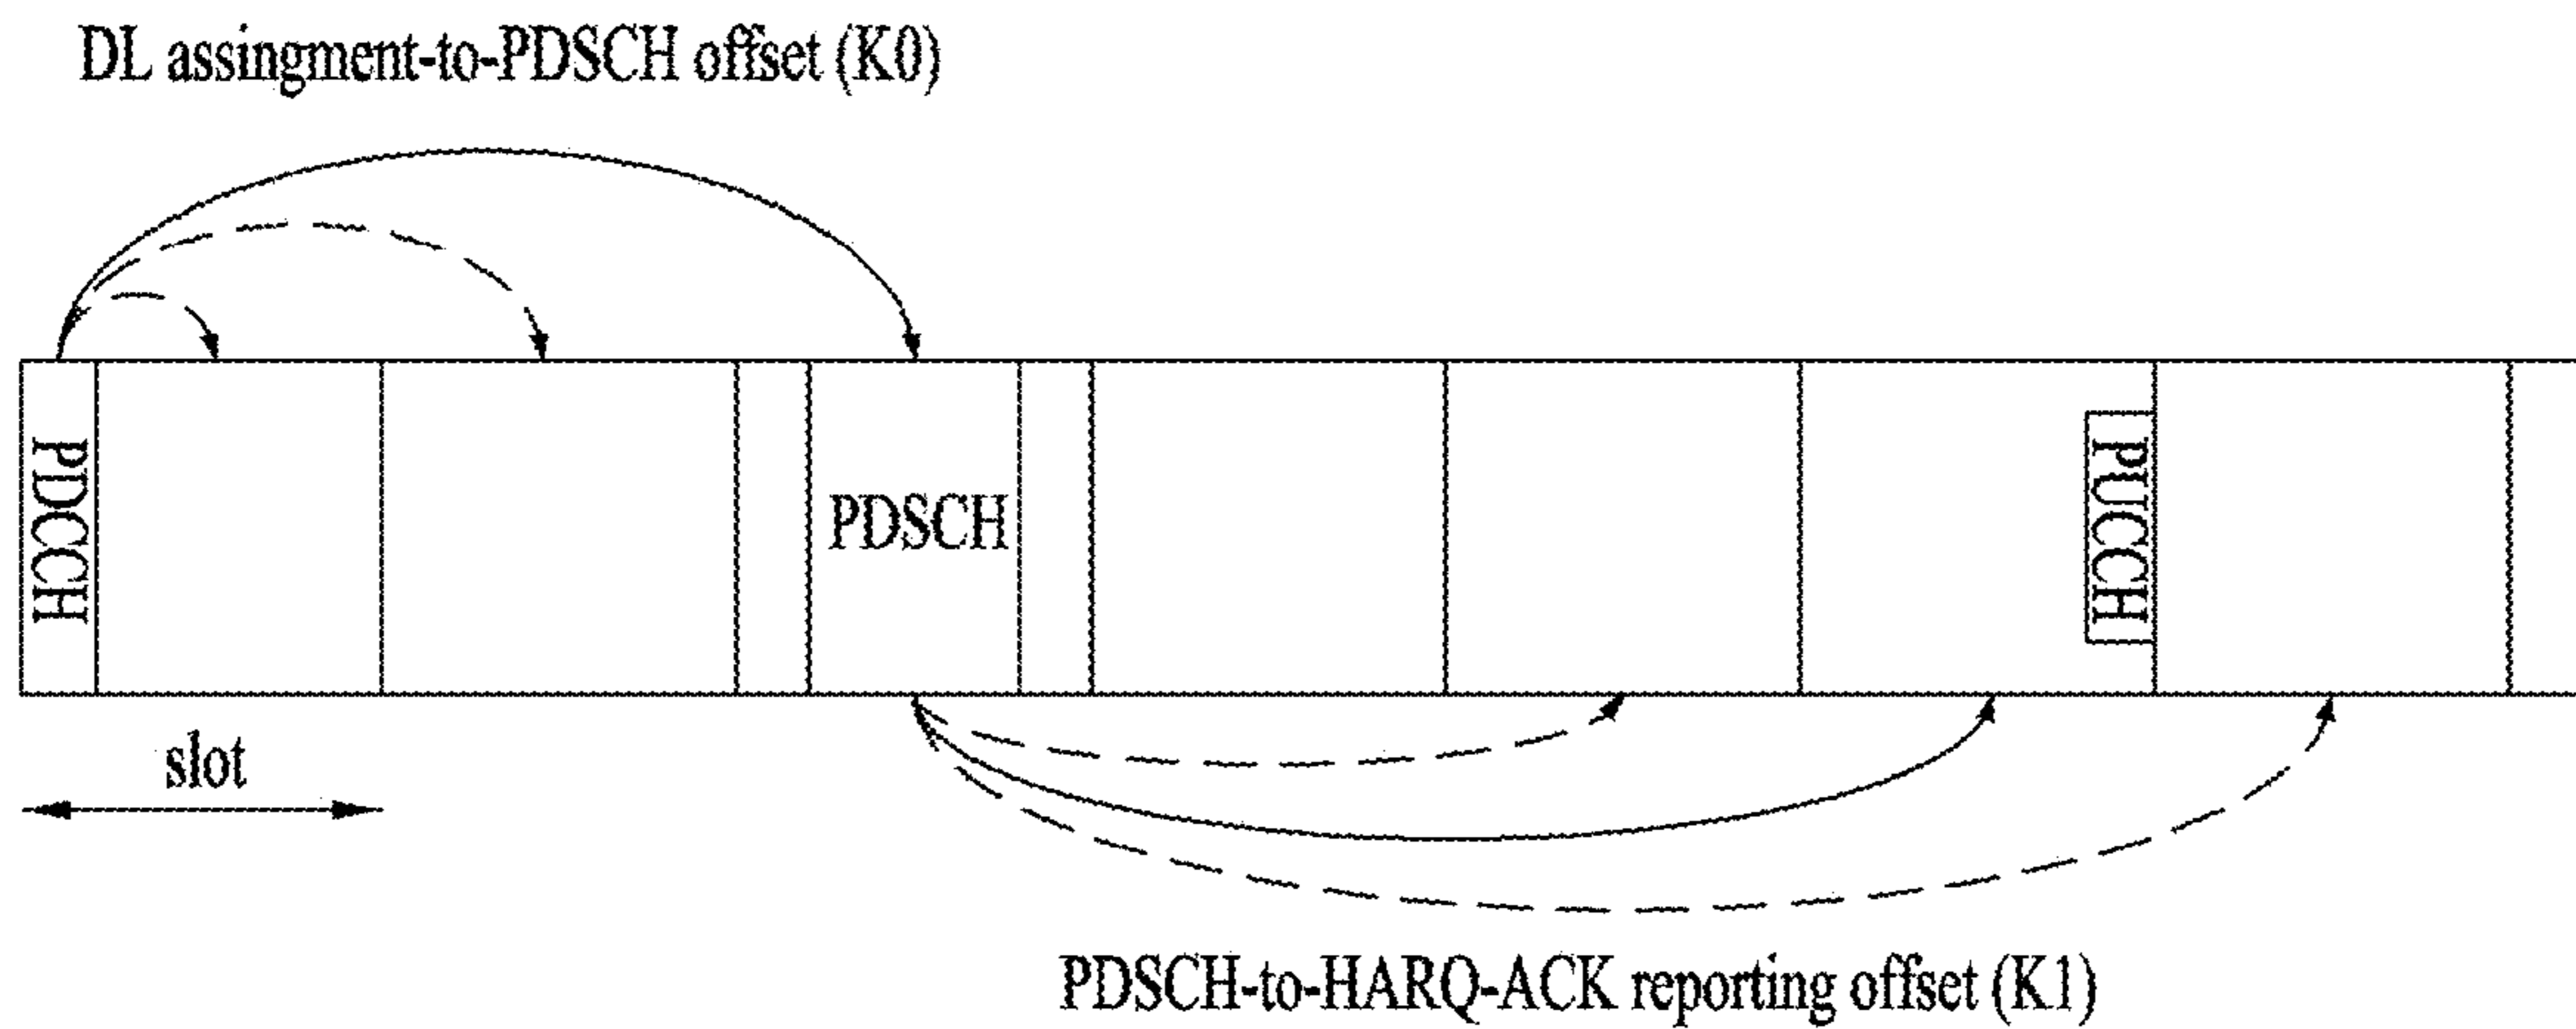 DL assingment-to-PDSCH offset (K0)
PDCCH
PDSCH
PUCCH
slot
PDSCH-to-HARQ-ACK reporting offset (K1)